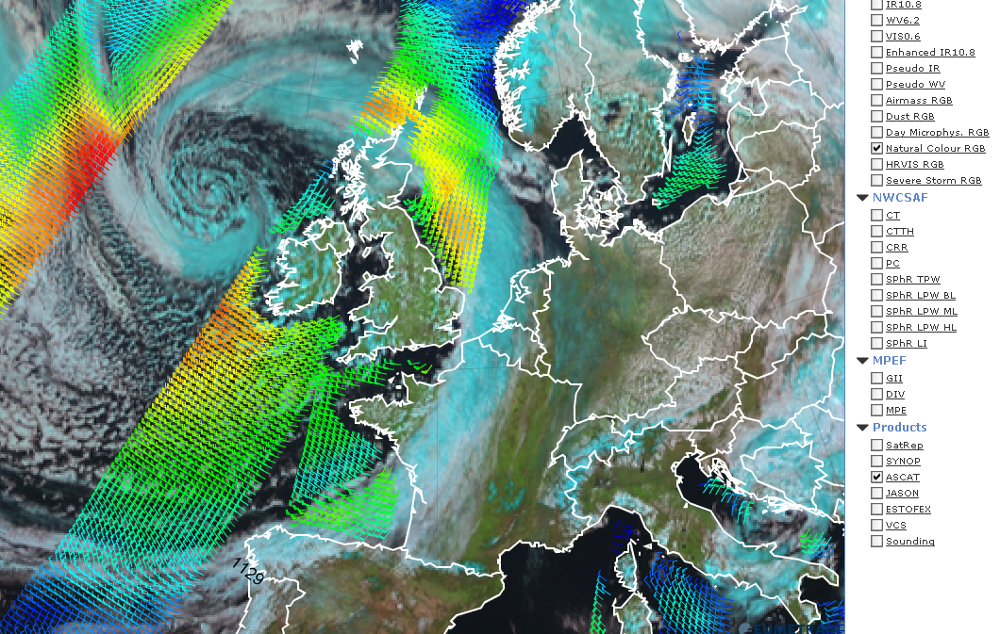 IR10.8
WV6.2
VIS0.6
Enhanced IR10.8
Pseudo IR
Pseudo WV
Airmass RGB
Dust RGB
Day Microphys. RGB
Natural Colour RGB
HRVIS RGB
Severe Storm RGB
NWCSAF
CT
CTTH
CRR
PC
SPhR TPW
SPhR LPW BL
SPhR LPW ML
SPhR LPW HL
SPhR LI
MPEF
GII
DIV
MPE
Products
SatRep
SYNOP
ASCAT
JASON
ESTOFEX
VCS
Sounding
1129